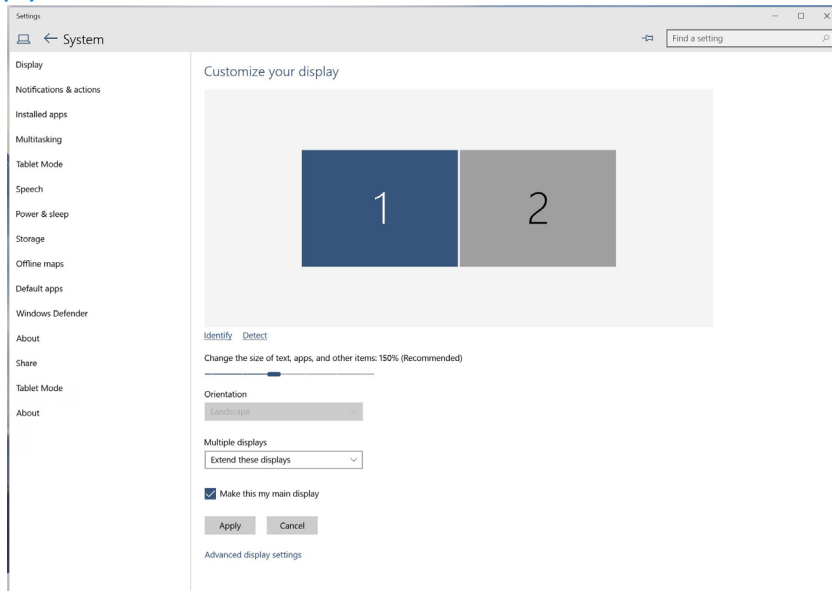 Settings
System
Find a setting
Display
Notifications & actions
Installed apps
Multitasking
Tablet Mode
Speech
Power & sleep
Storage
Offline maps
Default apps
Windows Defender
About
Share
Tablet Mode
About
Customize your display
1 2
Identify Detect
Change the size of text, apps, and other items: 150% (Recommended)
Orientation
Landscape
Multiple displays
Extend these displays
Make this my main display
Apply Cancel
Advanced display settings